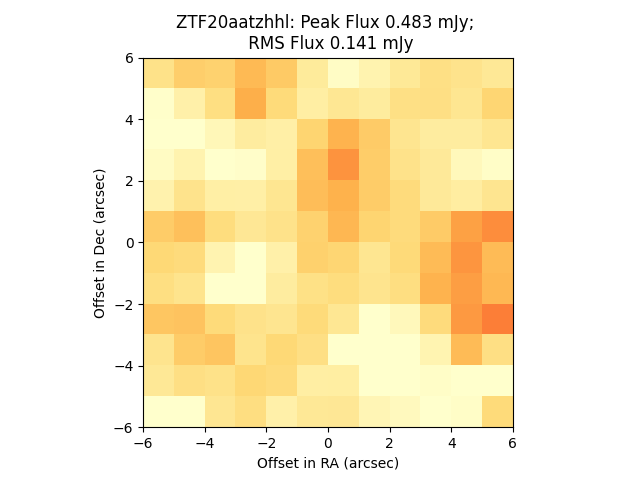 ZTF20aatzhhl: Peak Flux 0.483 mJy;
RMS Flux 0.141 mJy
6
4
2
0
−2
−4
−6
Offset in Dec (arcsec)
−6 −4 −2 0 2 4 6
Offset in RA (arcsec)